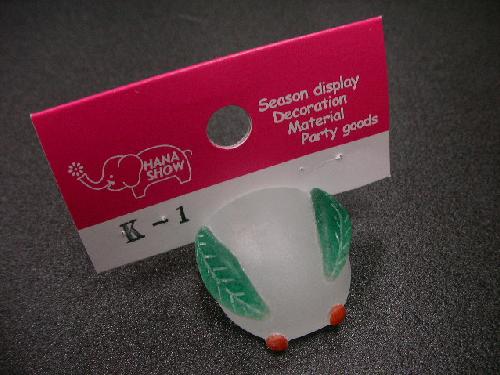 HANA
SHOW
Season display
Decoration
Material
Party goods
K-1